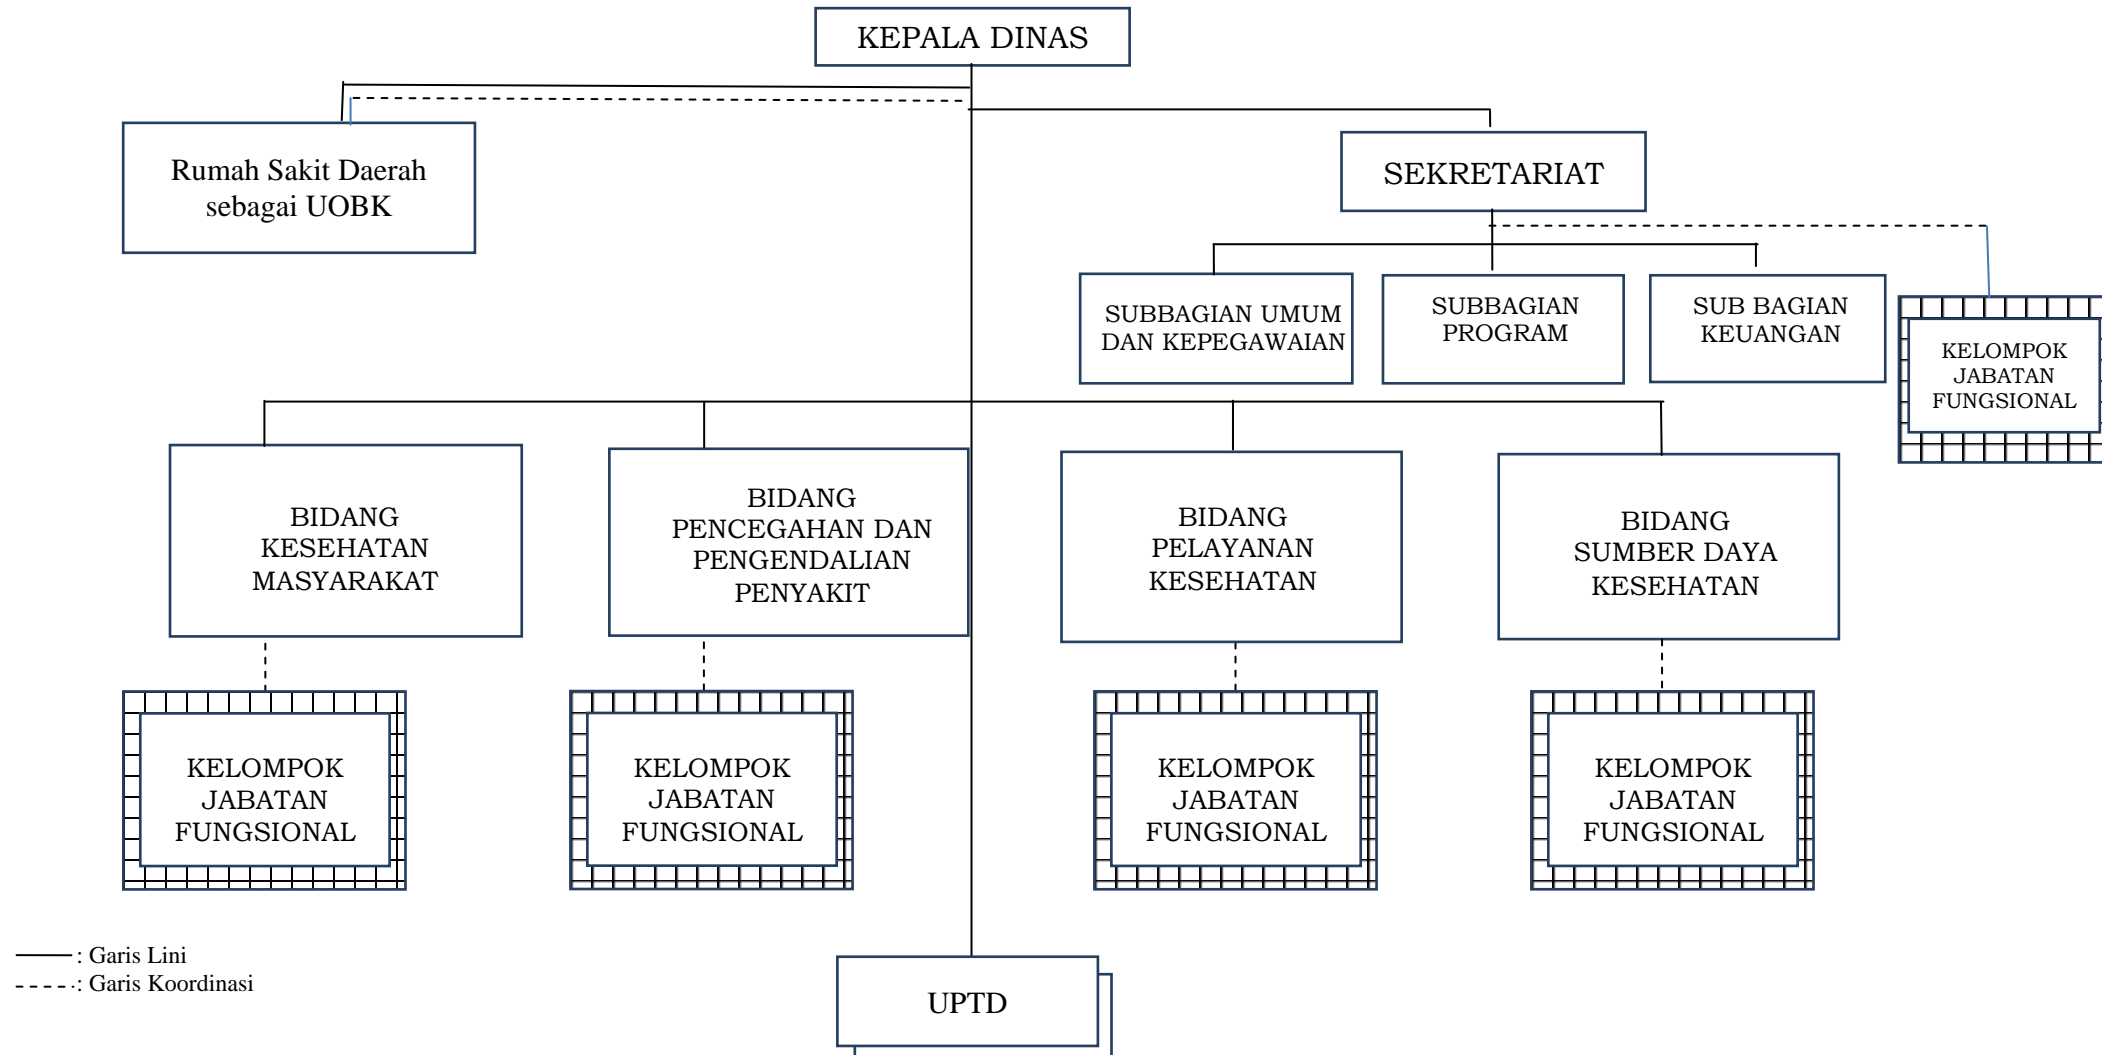 KEPALA DINAS
Rumah Sakit Daerah
sebagai UOBK
SEKRETARIAT
SUBBAGIAN UMUM
DAN KEPEGAWAIAN
SUBBAGIAN
PROGRAM
SUB BAGIAN
KEUANGAN
KELOMPOK
JABATAN
FUNGSIONAL
BIDANG
KESEHATAN
MASYARAKAT
BIDANG
PENCEGAHAN DAN
PENGENDALIAN
PENYAKIT
BIDANG
PELAYANAN
KESEHATAN
BIDANG
SUMBER DAYA
KESEHATAN
KELOMPOK
JABATAN
FUNGSIONAL
KELOMPOK
JABATAN
FUNGSIONAL
KELOMPOK
JABATAN
FUNGSIONAL
KELOMPOK
JABATAN
FUNGSIONAL
: Garis Lini
: Garis Koordinasi
UPTD